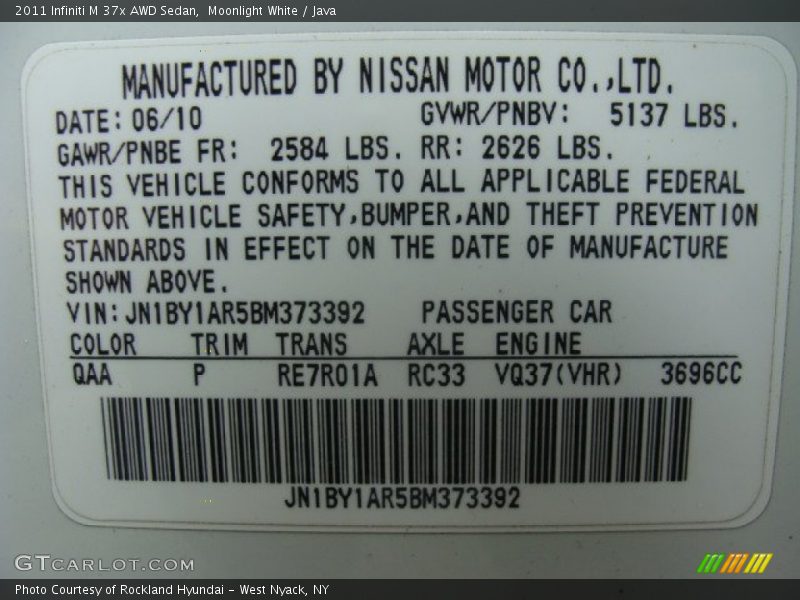 2011 Infiniti M 37x AWD Sedan, Moonlight White / Java
MANUFACTURED BY NISSAN MOTOR CO.,LTD.
DATE: 06/10 GVWR/PNBV: 5137 LBS.
GAWR/PNBE FR: 2584 LBS. RR: 2626 LBS.
THIS VEHICLE CONFORMS TO ALL APPLICABLE FEDERAL
MOTOR VEHICLE SAFETY,BUMPER,AND THEFT PREVENTION
STANDARDS IN EFFECT ON THE DATE OF MANUFACTURE
SHOWN ABOVE.
VIN:JN1BY1AR5BM373392 PASSENGER CAR
COLOR TRIM TRANS AXLE ENGINE
QAA P RE7R01A RC33 VQ37(VHR) 3696CC
JN1BY1AR5BM373392
GTCARLOT.COM
Photo Courtesy of Rockland Hyundai - West Nyack, NY